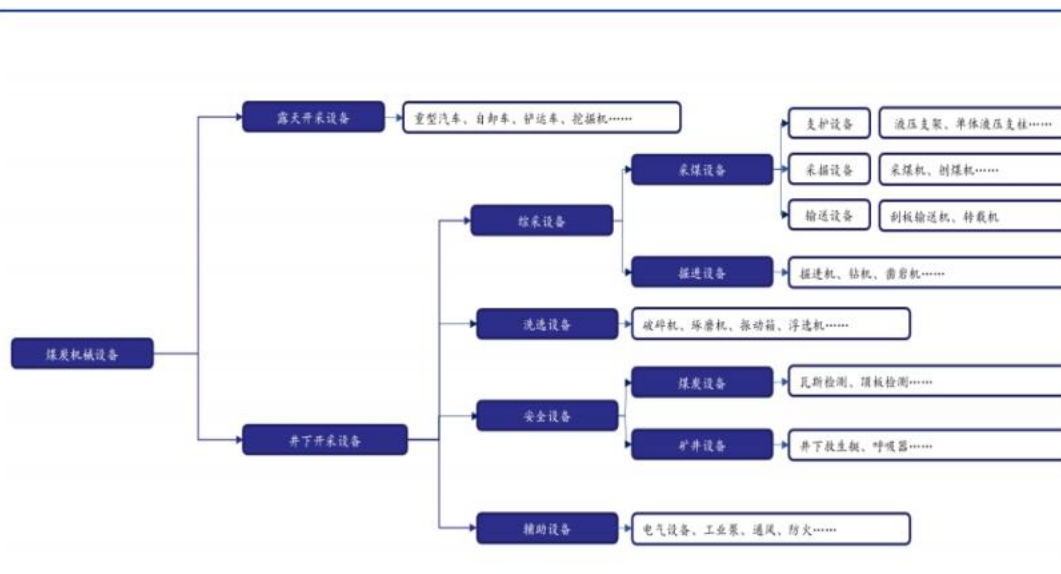 露天开采设备
重型汽车、自卸车、铲运车、挖掘机……
支护设备
液压支架、单体液压支柱……
采煤设备
采掘设备
采煤机、刨煤机……
综采设备
输送设备
刮板输送机、转载机
掘进设备
掘进机、钻机、凿岩机……
洗选设备
破碎机、琢磨机、振动箱、浮选机……
煤炭机械设备
煤炭设备
瓦斯检测、顶板检测……
安全设备
井下开采设备
矿井设备
井下救生艇、呼吸器……
辅助设备
电气设备、工业泵、通风、防火……